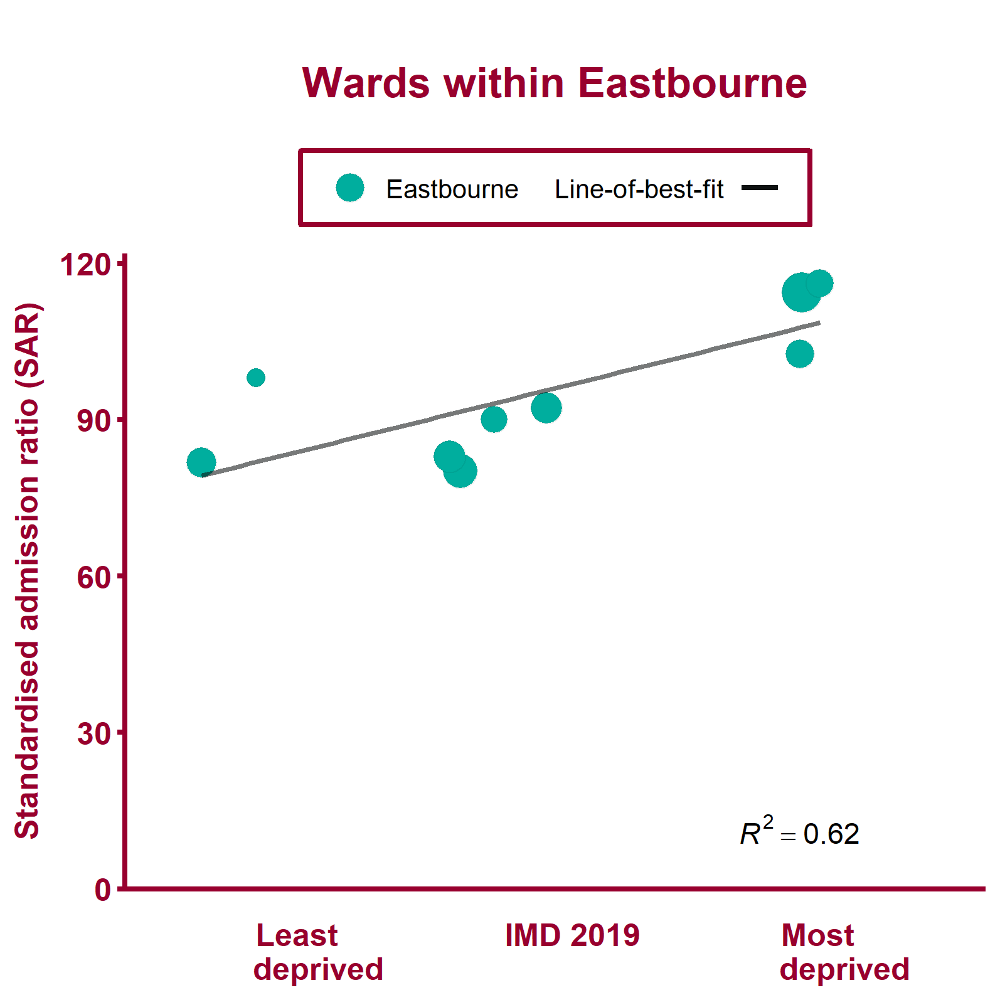 Wards within Eastbourne
Eastbourne Line-of-best-fit
120
90
60
30
0
Standardised admission ratio (SAR)
R² = 0.62
Least deprived
IMD 2019
Most deprived